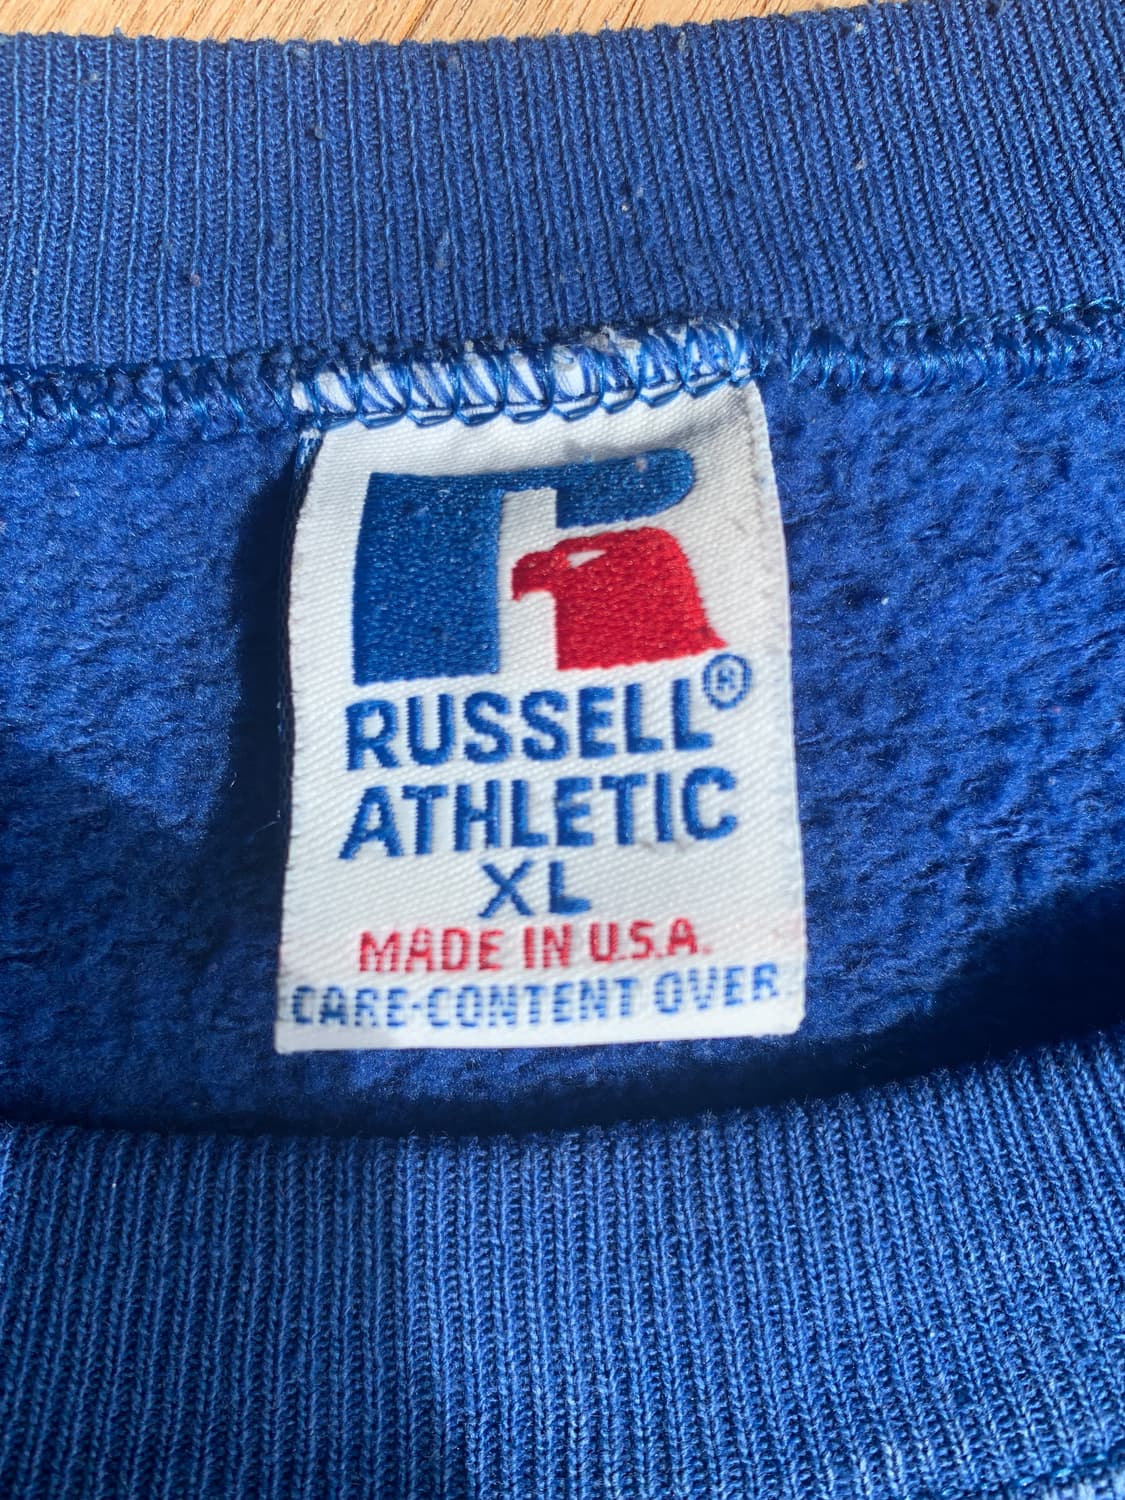 RUSSELL®
ATHLETIC
XL
MADE IN U.S.A.
CARE-CONTENT OVER